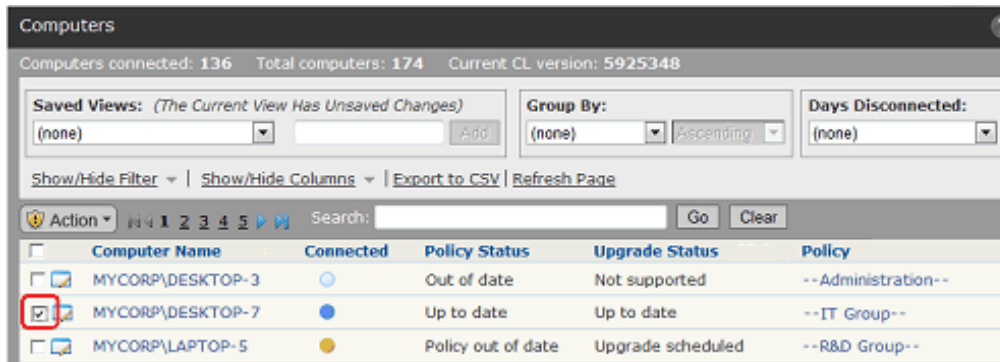 Computers
Computers connected: 136 Total computers: 174 Current CL version: 5925348
Saved Views: (The Current View Has Unsaved Changes) Group By: Days Disconnected:
(none) Add (none) Ascending (none)
Show/Hide Filter | Show/Hide Columns | Export to CSV | Refresh Page
Action 1 2 3 4 5 Search: Go Clear
Computer Name Connected Policy Status Upgrade Status Policy
MYCORP\DESKTOP-3 Out of date Not supported --Administration--
MYCORP\DESKTOP-7 Up to date Up to date --IT Group--
MYCORP\LAPTOP-5 Policy out of date Upgrade scheduled --R&D Group--